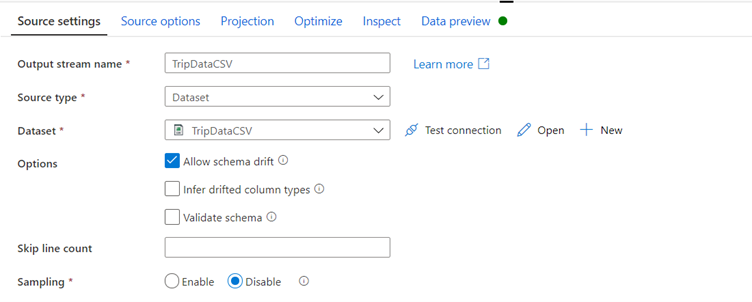 Source settings Source options Projection Optimize Inspect Data preview
Output stream name * TripDataCSV Learn more
Source type * Dataset
Dataset * TripDataCSV Test connection Open New
Options Allow schema drift
Infer drifted column types
Validate schema
Skip line count
Sampling * Enable Disable